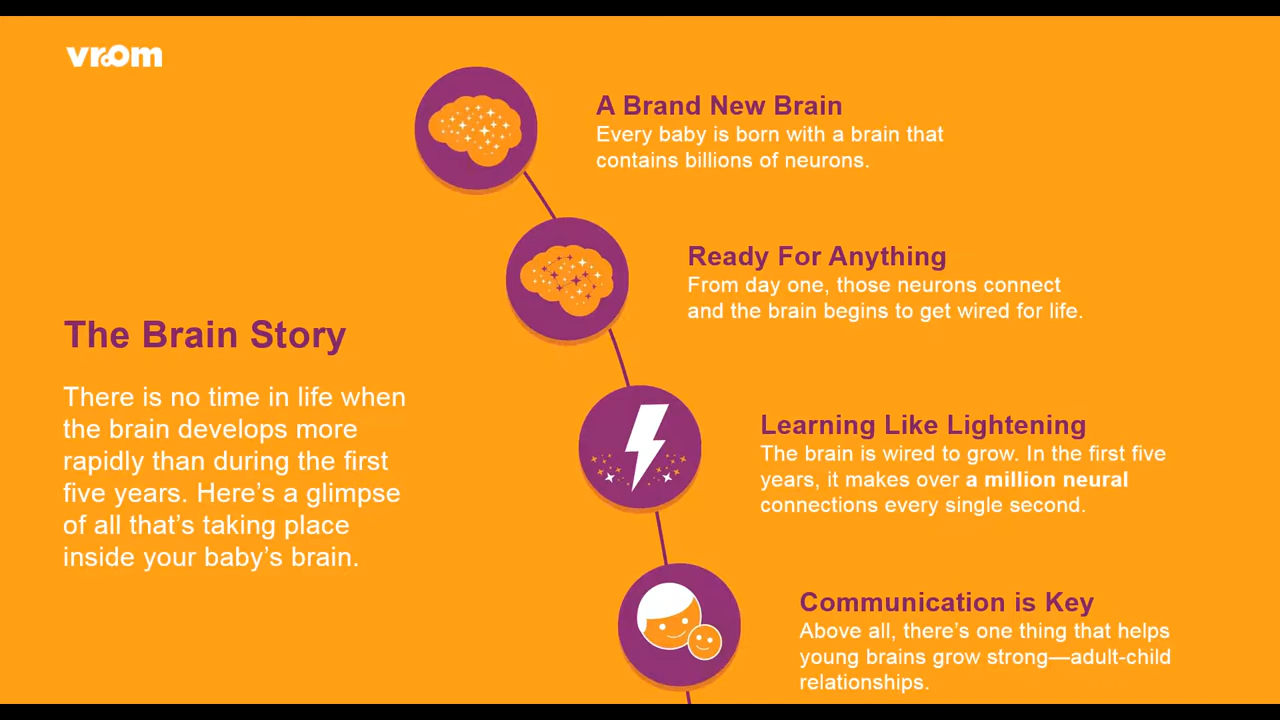 vroom
A Brand New Brain
Every baby is born with a brain that
contains billions of neurons.
Ready For Anything
From day one, those neurons connect
and the brain begins to get wired for life.
The Brain Story
There is no time in life when
the brain develops more
rapidly than during the first
five years. Here’s a glimpse
of all that’s taking place
inside your baby’s brain.
Learning Like Lightening
The brain is wired to grow. In the first five
years, it makes over a million neural
connections every single second.
Communication is Key
Above all, there’s one thing that helps
young brains grow strong—adult-child
relationships.